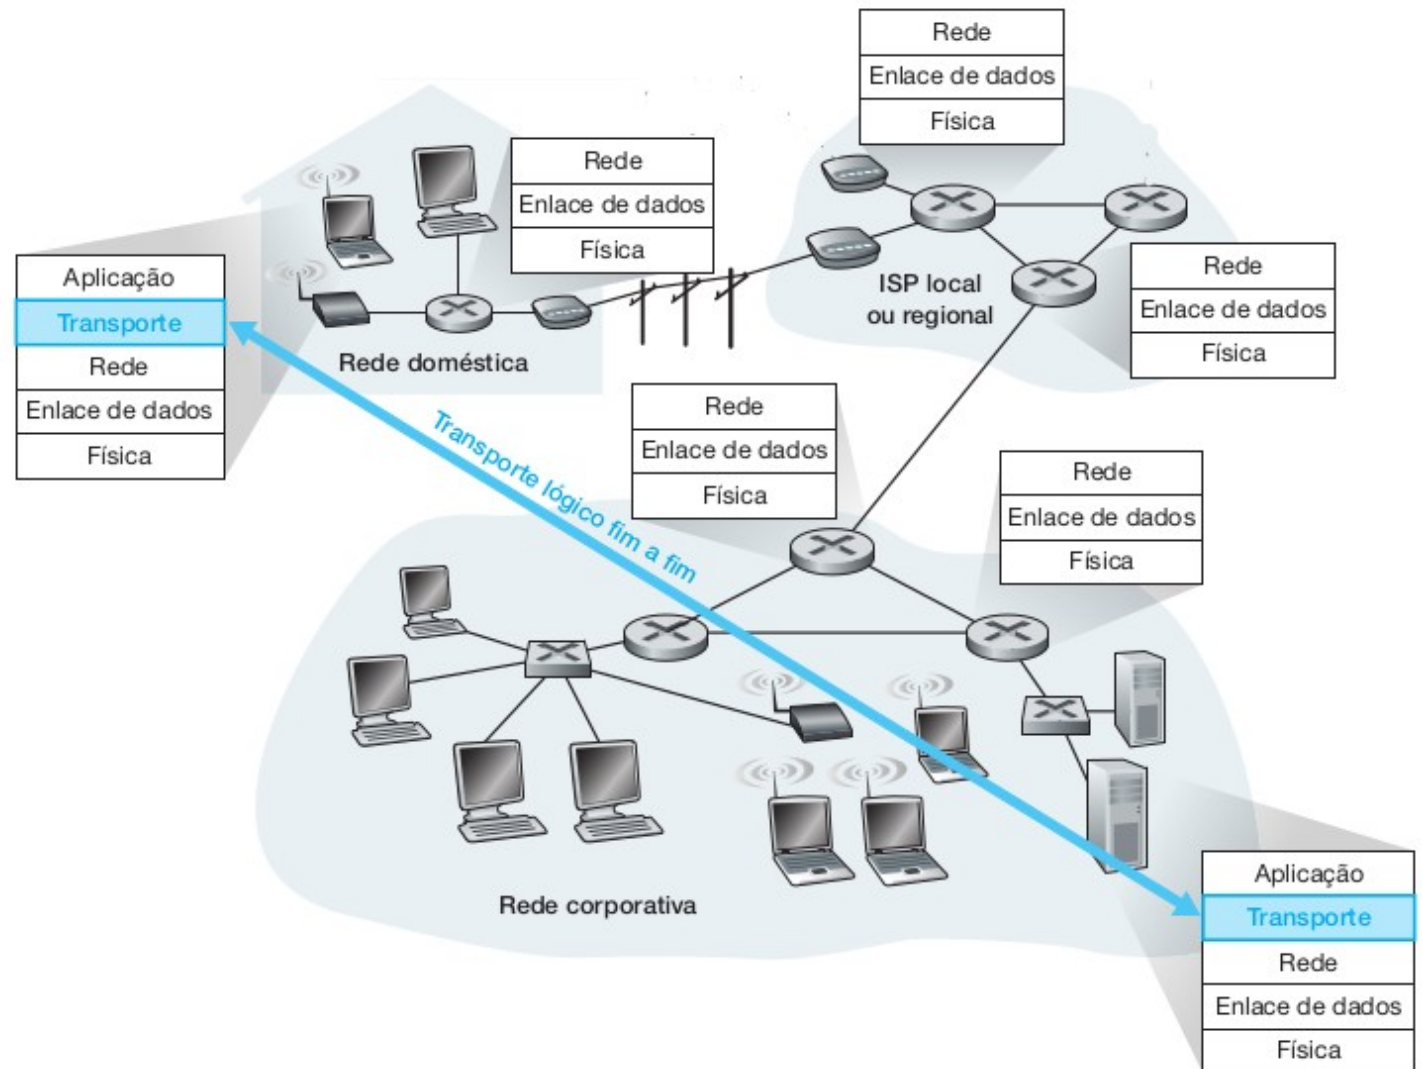 Rede
Enlace de dados
Física
Rede
Enlace de dados
Física
Aplicação
Transporte
Rede
Enlace de dados
Física
Rede doméstica
ISP local
ou regional
Rede
Enlace de dados
Física
Rede
Enlace de dados
Física
Transporte lógico fim a fim
Rede
Enlace de dados
Física
Rede corporativa
Aplicação
Transporte
Rede
Enlace de dados
Física